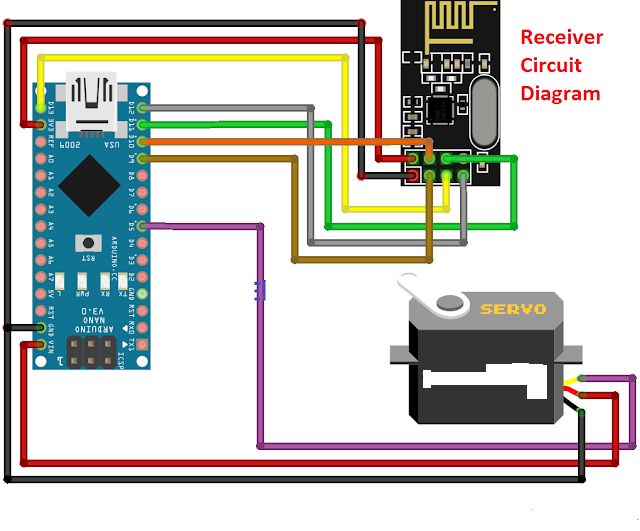 Receiver
Circuit
Diagram
D13
3V3
REF
A0
A1
A2
A3
A4
A5
A6
A7
5V
RST
GND
VIN
D12
D11
D10
D9
D8
D7
D6
D5
D4
D3
D2
GND
RST
RX0
TX1
USA
2009
ARDUINO.CC
RST
TX RX PWR L
ARDUINO
NANO
V3.0
ICSP
1
SERVO